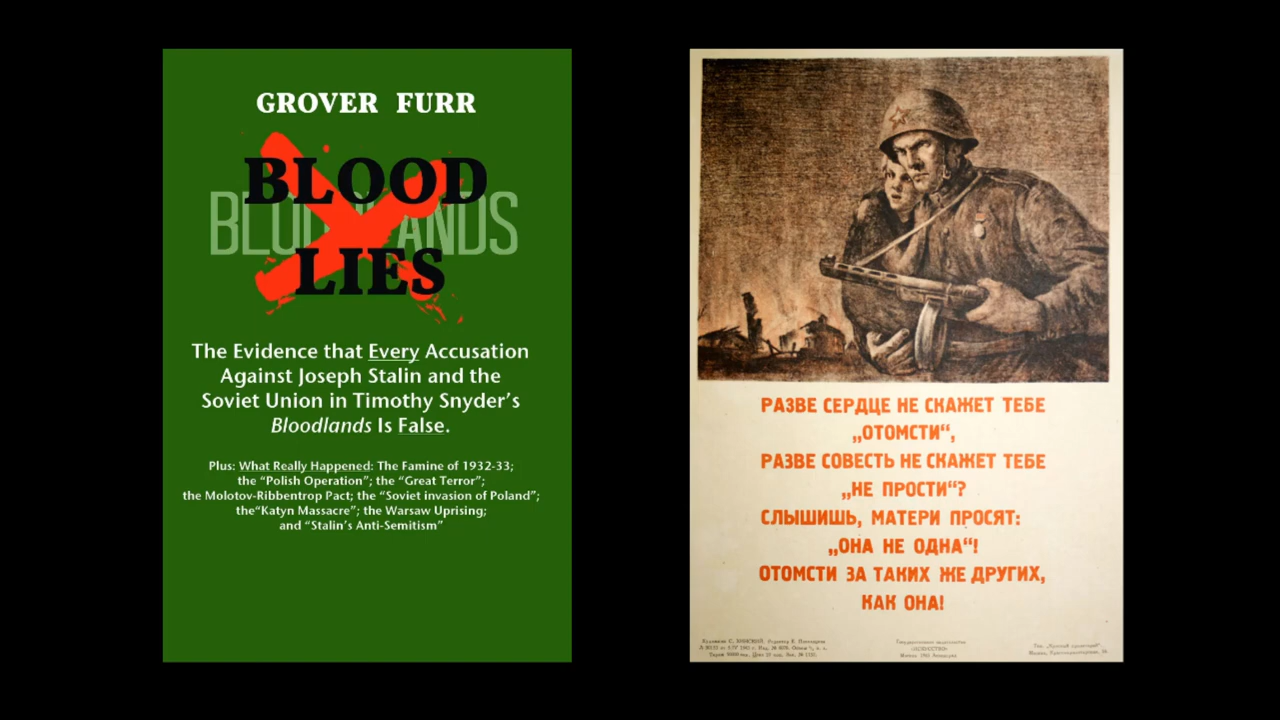 GROVER FURR
BLOOD
BLOODLANDS
LIES
The Evidence that Every Accusation
Against Joseph Stalin and the
Soviet Union in Timothy Snyder's
Bloodlands Is False.
Plus: What Really Happened: The Famine of 1932-33;
the “Polish Operation”; the “Great Terror”;
the Molotov-Ribbentrop Pact; the “Soviet invasion of Poland”;
the“Katyn Massacre”; the Warsaw Uprising;
and “Stalin's Anti-Semitism”
РАЗВЕ СЕРДЦЕ НЕ СКАЖЕТ ТЕБЕ
„ОТОМСТИ“,
РАЗВЕ СОВЕСТЬ НЕ СКАЖЕТ ТЕБЕ
„НЕ ПРОСТИ“?
СЛЫШИШЬ, МАТЕРИ ПРОСЯТ:
„ОНА НЕ ОДНА“!
ОТОМСТИ ЗА ТАКИХ ЖЕ ДРУГИХ,
КАК ОНА!